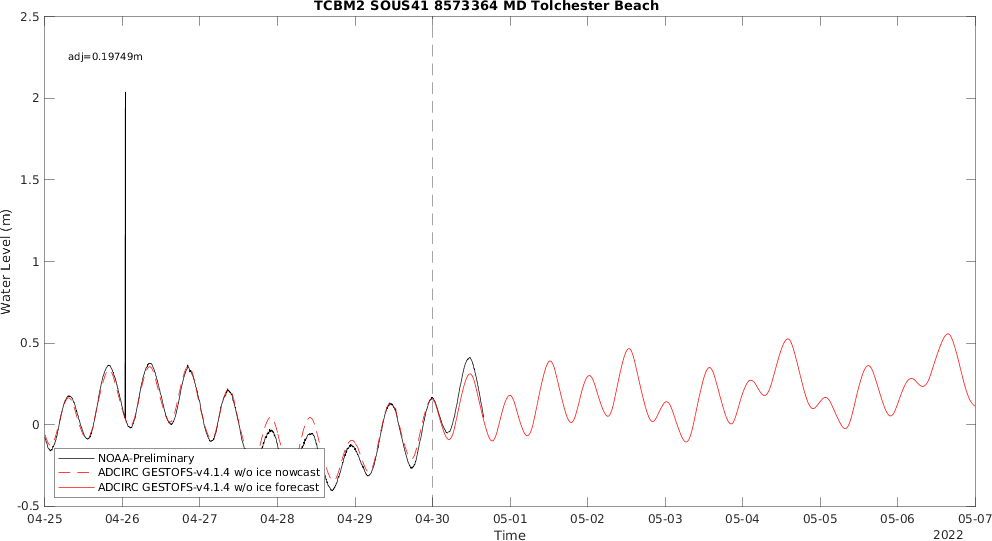 TCBM2 SOUS41 8573364 MD Tolchester Beach
adj=0.19749m
Water Level (m)
2.5
2
1.5
1
0.5
0
-0.5
NOAA-Preliminary
ADCIRC GESTOFS-v4.1.4 w/o ice nowcast
ADCIRC GESTOFS-v4.1.4 w/o ice forecast
04-25 04-26 04-27 04-28 04-29 04-30 05-01 05-02 05-03 05-04 05-05 05-06 05-07
Time
2022